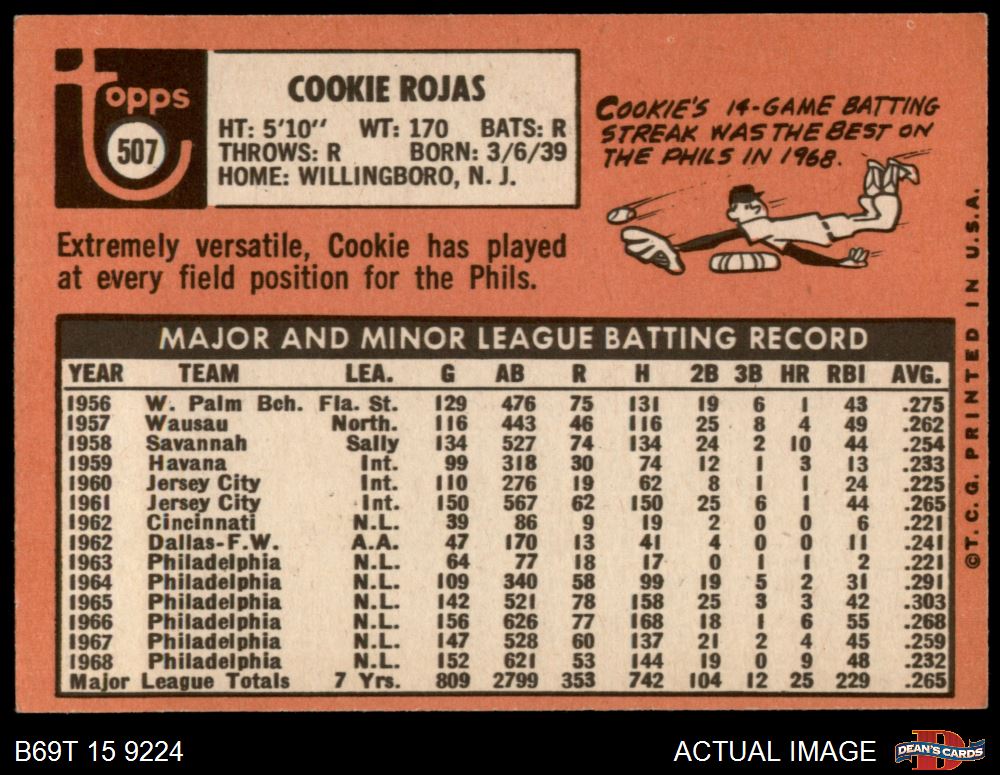 topps
507
COOKIE ROJAS
HT: 5'10" WT: 170 BATS: R
THROWS: R BORN: 3/6/39
HOME: WILLINGBORO, N. J.
COOKIE'S 14-GAME BATTING
STREAK WAS THE BEST ON
THE PHILS IN 1968.
Extremely versatile, Cookie has played
at every field position for the Phils.
MAJOR AND MINOR LEAGUE BATTING RECORD
YEAR TEAM LEA. G AB R H 2B 3B HR RBI AVG.
1956 W. Palm Bch. Fla. St. 129 476 75 131 19 6 1 43 .275
1957 Wausau North. 116 443 46 116 25 8 4 49 .262
1958 Savannah Sally 134 527 74 134 24 2 10 44 .254
1959 Havana Int. 99 318 30 74 12 1 3 13 .233
1960 Jersey City Int. 110 276 19 62 8 1 1 24 .225
1961 Jersey City Int. 150 567 62 150 25 6 1 44 .265
1962 Cincinnati N.L. 39 86 9 19 2 0 0 6 .221
1962 Dallas-F.W. A.A. 47 170 13 41 4 0 0 11 .241
1963 Philadelphia N.L. 64 77 18 17 0 1 1 2 .221
1964 Philadelphia N.L. 109 340 58 99 19 5 2 31 .291
1965 Philadelphia N.L. 142 521 78 158 25 3 3 42 .303
1966 Philadelphia N.L. 156 626 77 168 18 1 6 55 .268
1967 Philadelphia N.L. 147 528 60 137 21 2 4 45 .259
1968 Philadelphia N.L. 152 621 53 144 19 0 9 48 .232
Major League Totals 7 Yrs. 809 2799 353 742 104 12 25 229 .265
©T. C. G. PRINTED IN U.S.A.
B69T 15 9224
ACTUAL IMAGE
D
DEAN'S CARDS